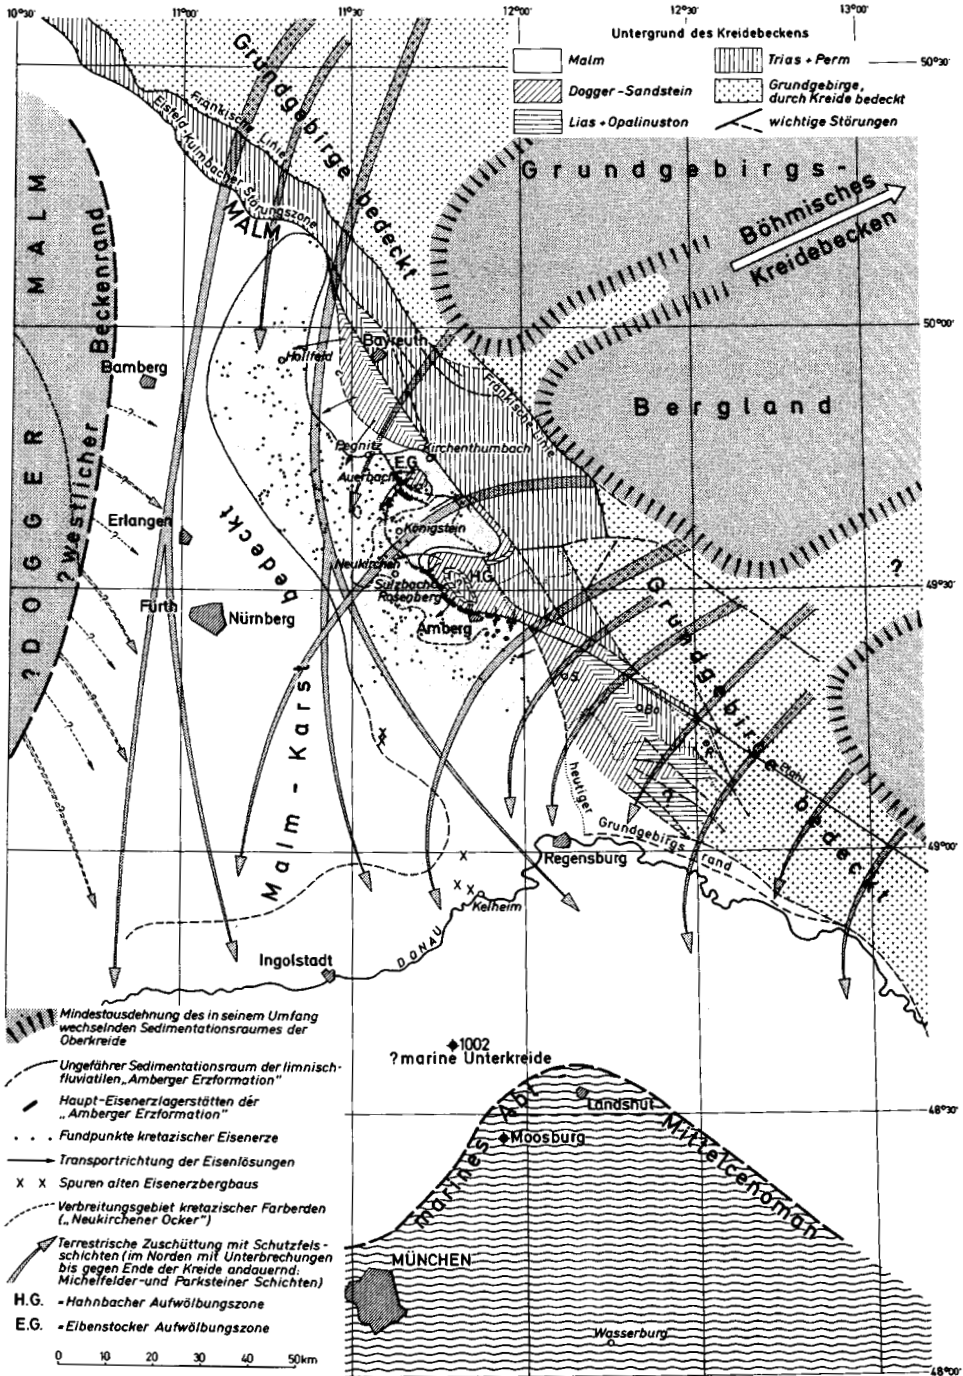 10°30'
11°00'
11°30'
12°00'
12°30'
13°00'
Untergrund des Kreidebeckens
Malm
Dogger-Sandstein
Lias + Opalinuston
Trias + Perm
Grundgebirge,
durch Kreide bedeckt
wichtige Störungen
50°30'
Grundgebirge bedeckt
Fränkische Linie
Eisfeld-Kulmbacher Störungszone
MALM
Grundgebirgs-
Böhmisches
Kreidebecken
?DOGGER MALM
?westlicher Beckenrand
50°00'
Hollfeld
Bayreuth
Bamberg
Fränkische Linie
Bergland
Pegnitz
Kirchenthumbach
E.G.
Auerbach
Königstein
Erlangen
bedeckt
Neukirchen
H.G.
Sulzbach-
Rosenberg
?
49°30'
Fürth
Nürnberg
Amberg
Grundgebirge bedeckt
S.
Bo
Malm-Karst
Pfahl
heutiger
Grundgebirgsrand
49°00'
Regensburg
Kelheim
DONAU
Ingolstadt
Mindestausdehnung des in seinem Umfang
wechselnden Sedimentationsraumes der
Oberkreide
Ungefährer Sedimentationsraum der limnisch-
fluviatilen „Amberger Erzformation"
Haupt-Eisenerzlagerstätten der
„Amberger Erzformation"
Fundpunkte kretazischer Eisenerze
Transportrichtung der Eisenlösungen
x x Spuren alten Eisenerzbergbaus
Verbreitungsgebiet kretazischer Farberden
(„Neukirchener Ocker")
Terrestrische Zuschüttung mit Schutzfels-
schichten (im Norden mit Unterbrechungen
bis gegen Ende der Kreide andauernd:
Michelfelder- und Parksteiner Schichten)
H.G. - Hahnbacher Aufwölbungszone
E.G. - Eibenstocker Aufwölbungszone
0 10 20 30 40 50km
1002
?marine Unterkreide
Landshut
48°30'
Moosburg
marines Abt
Mittelcenoman
MÜNCHEN
Wasserburg
48°00'